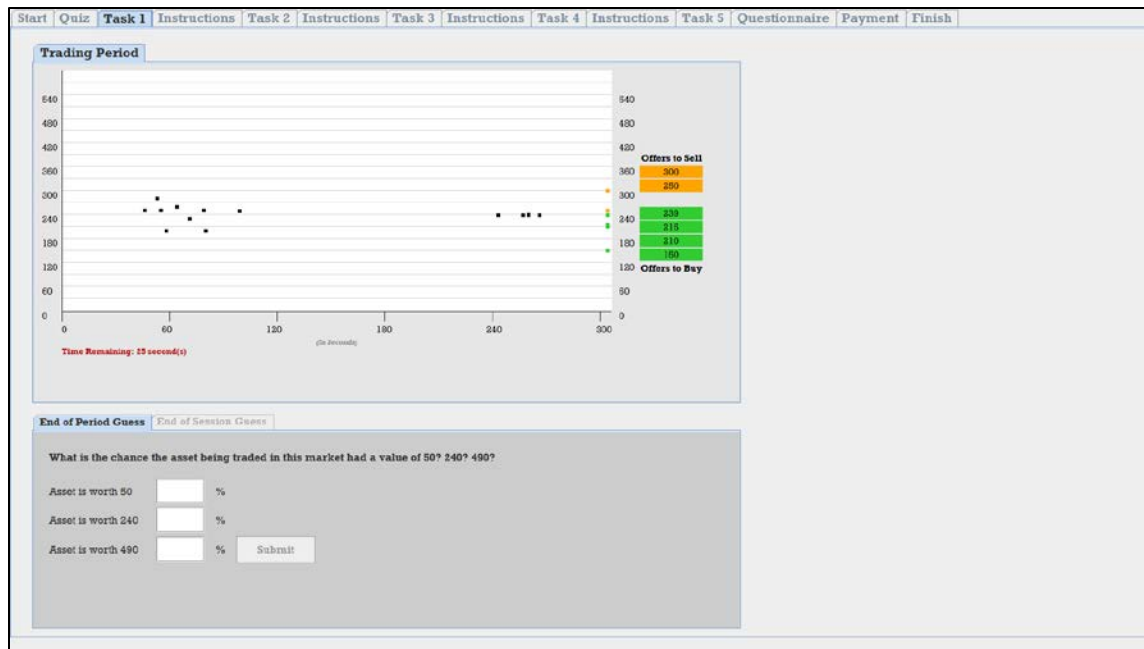 Start Quiz Task 1 Instructions Task 2 Instructions Task 3 Instructions Task 4 Instructions Task 5 Questionnaire Payment Finish
Trading Period
540 540
480 480
420 420
Offers to Sell
360 360 300
250
300 300
240 240
215
180 180 210
120 120 Offers to Buy
60 60
0 0
0 60 120 180 240 300
(In Seconds)
Time Remaining: 25 second(s)
End of Period Guess End of Session Guess
What is the chance the asset being traded in this market had a value of 50? 240? 490?
Asset is worth 50 %
Asset is worth 240 %
Asset is worth 490 % Submit